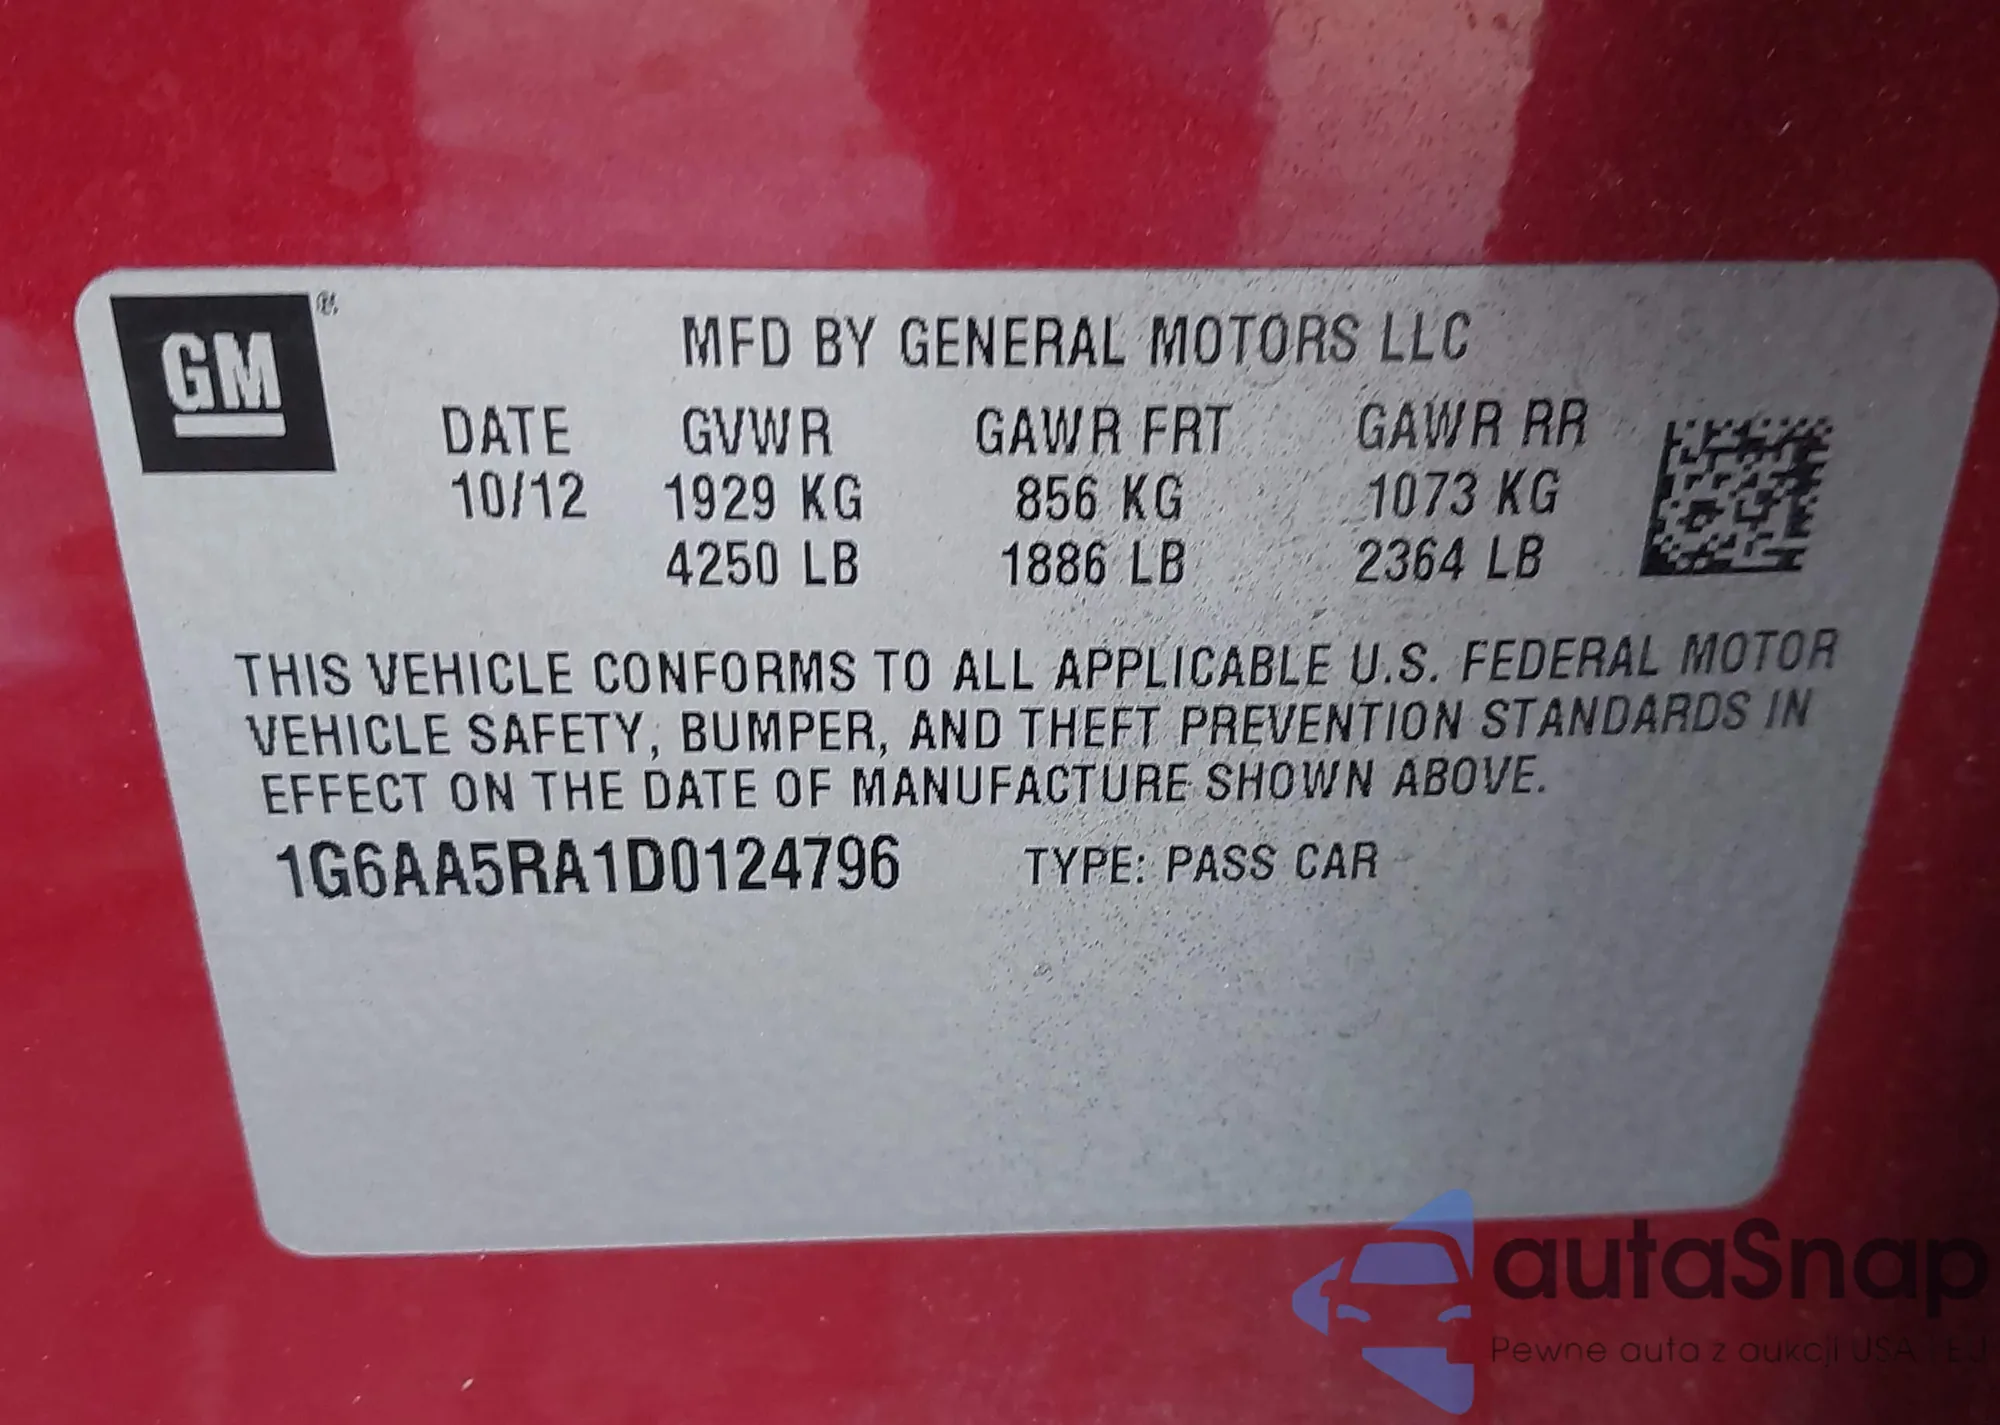 GM®
MFD BY GENERAL MOTORS LLC
DATE GVWR GAWR FRT GAWR RR
10/12 1929 KG 856 KG 1073 KG
4250 LB 1886 LB 2364 LB
THIS VEHICLE CONFORMS TO ALL APPLICABLE U.S. FEDERAL MOTOR
VEHICLE SAFETY, BUMPER, AND THEFT PREVENTION STANDARDS IN
EFFECT ON THE DATE OF MANUFACTURE SHOWN ABOVE.
1G6AA5RA1D0124796 TYPE: PASS CAR
autaSnap
Pewne auta z aukcji USA i EU